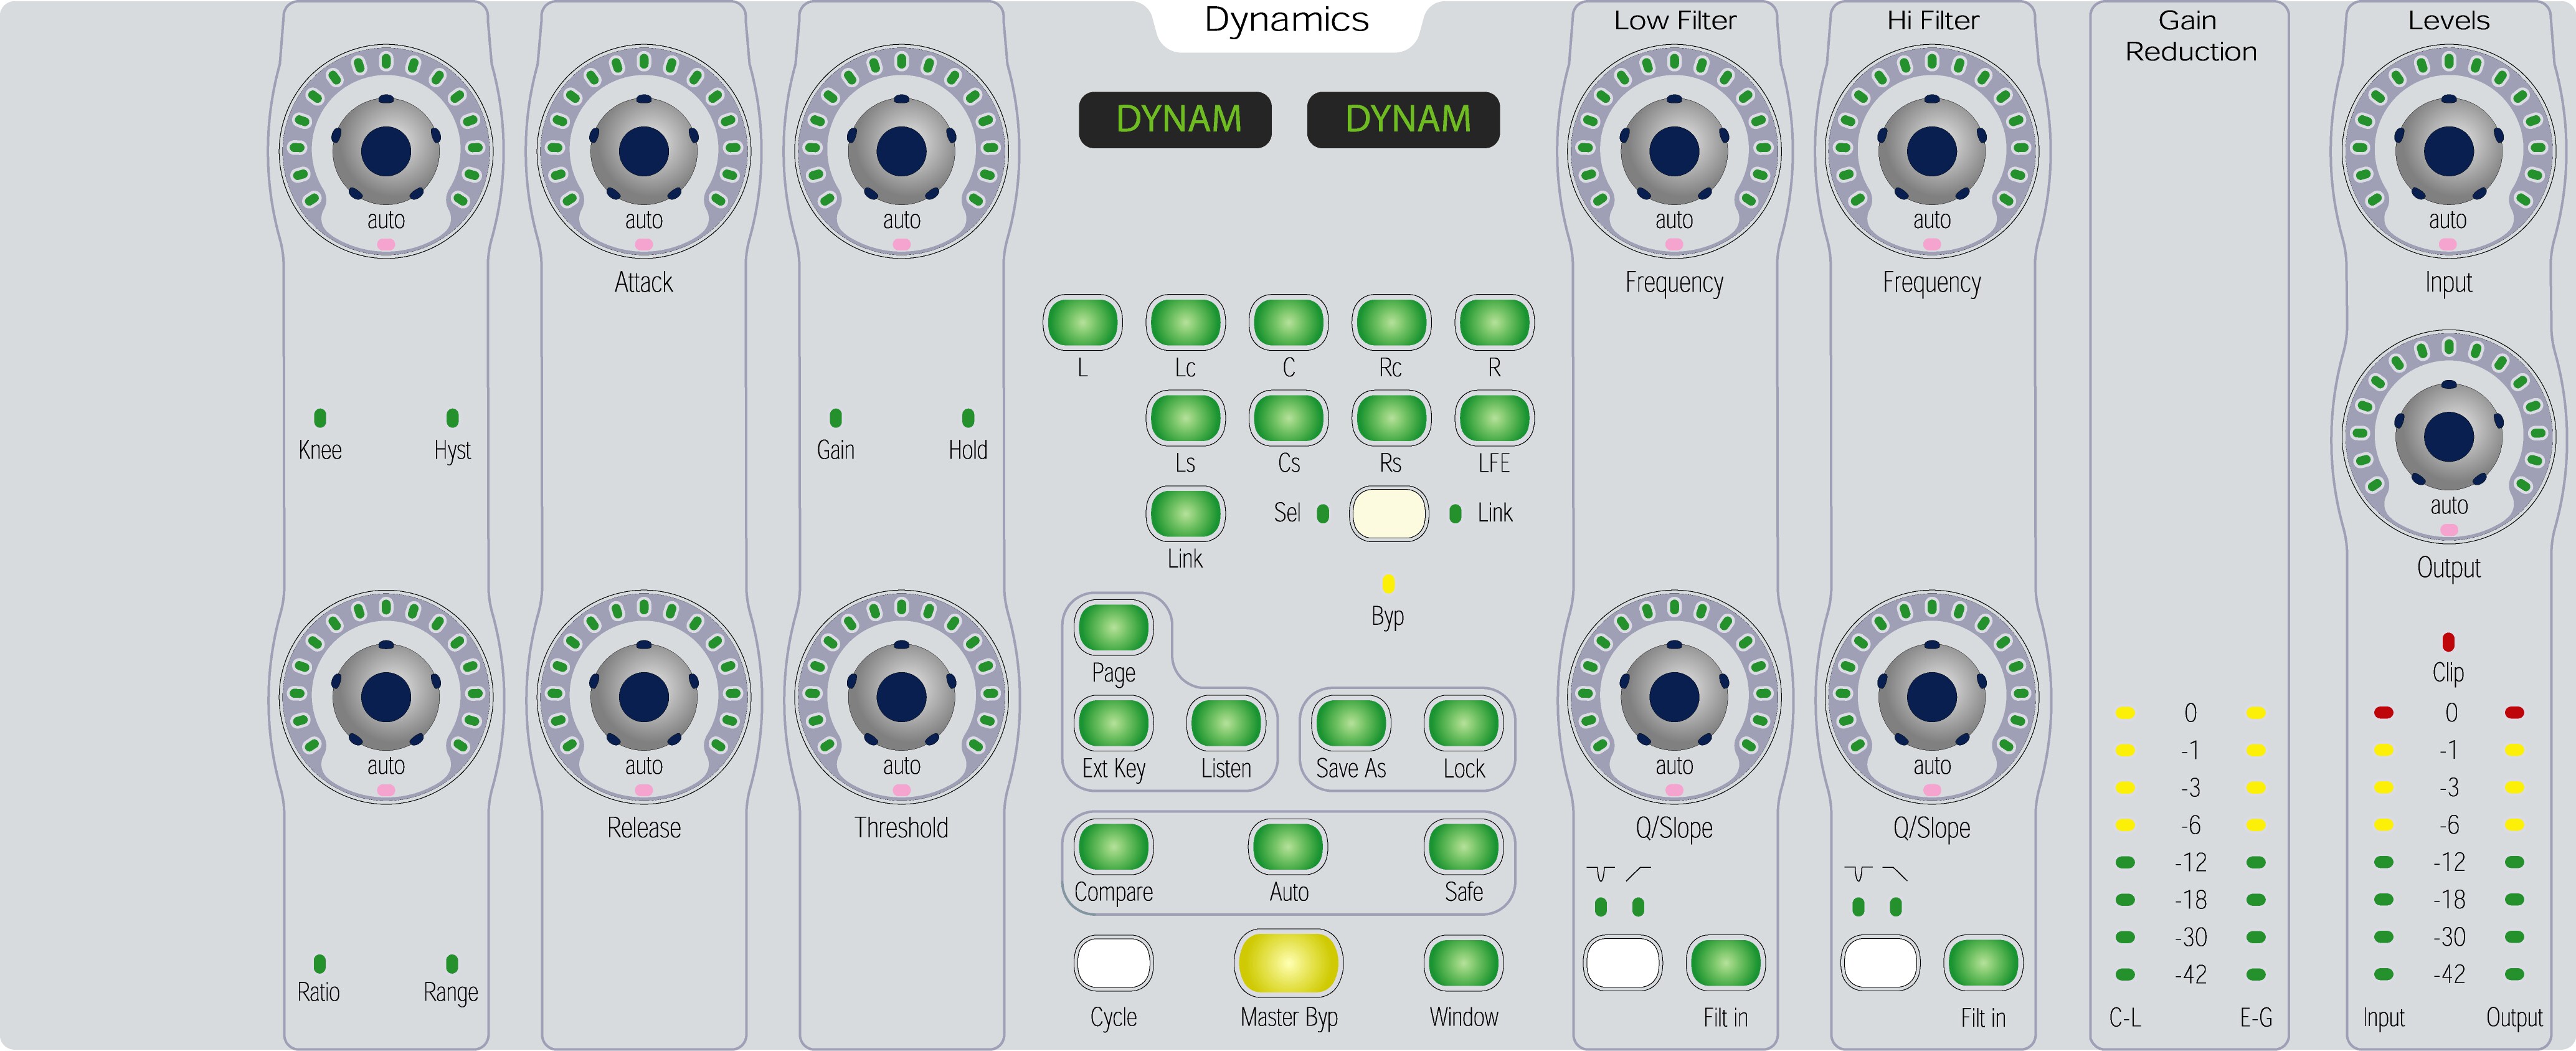 Dynamics
Low Filter
Hi Filter
Gain
Reduction
Levels
DYNAM DYNAM
auto auto auto auto auto auto
Attack
Frequency
Frequency
Input
L Lc C Rc R
Knee Hyst
Gain Hold
Ls Cs Rs LFE
Sel Link
Link
auto
Output
Byp
Page
Clip
Ext Key Listen Save As Lock
auto auto auto auto auto
Release
Threshold
Q/Slope
Q/Slope
Compare Auto Safe
0 0
-1 -1
-3 -3
-6 -6
-12 -12
-18 -18
-30 -30
-42 -42
Ratio Range
Cycle Master Byp Window
Filt in
Filt in
C-L E-G
Input Output